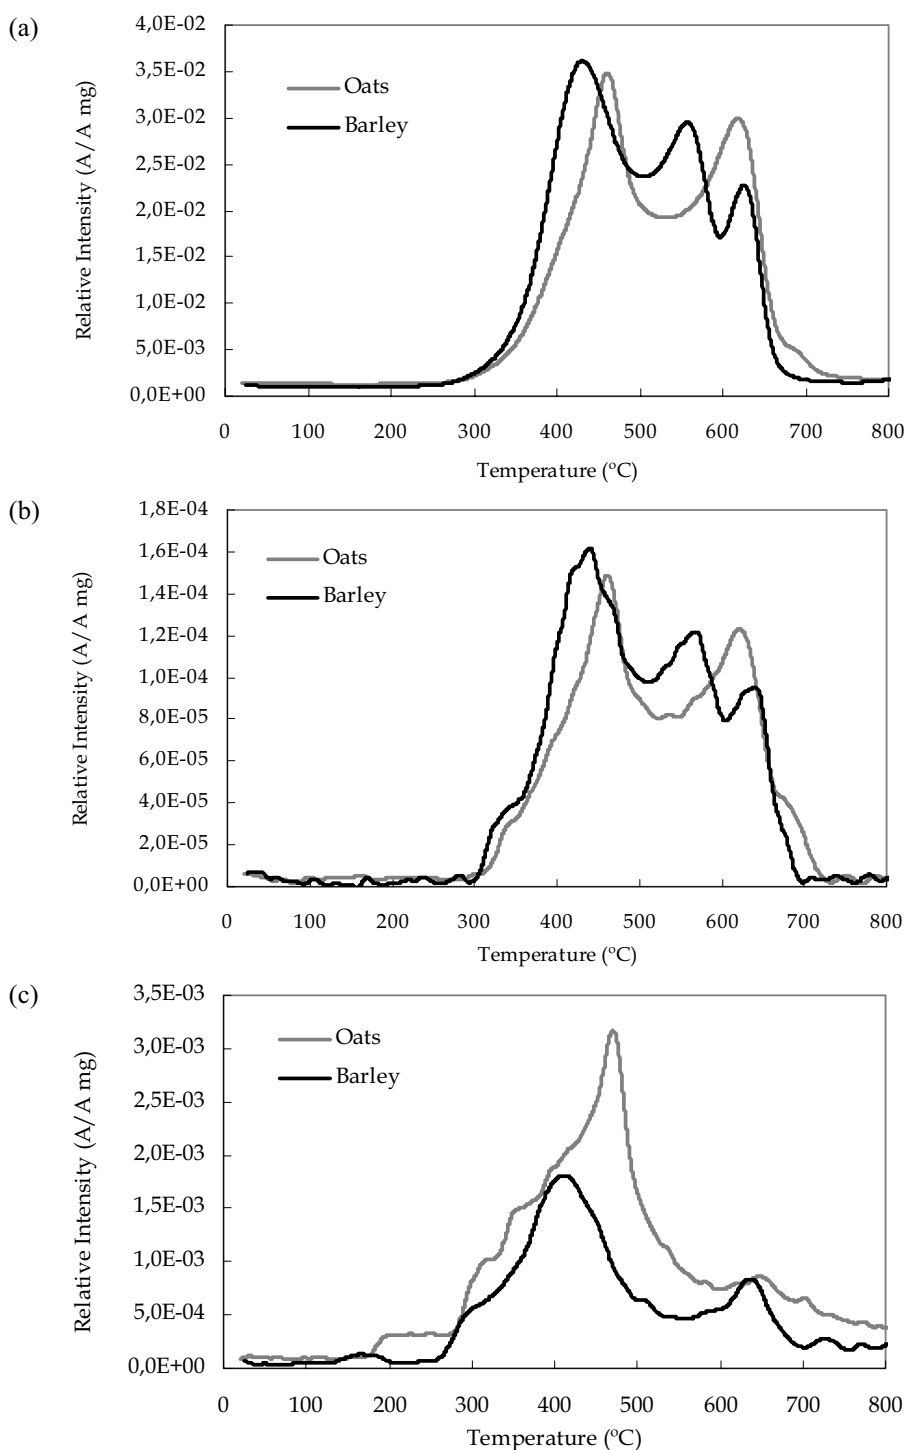 (a)
4,0E-02
3,5E-02
3,0E-02
2,5E-02
2,0E-02
1,5E-02
1,0E-02
5,0E-03
0,0E+00
Relative Intensity (A/A mg)
Oats
Barley
0 100 200 300 400 500 600 700 800
Temperature (ºC)
(b)
1,8E-04
1,6E-04
1,4E-04
1,2E-04
1,0E-04
8,0E-05
6,0E-05
4,0E-05
2,0E-05
0,0E+00
Relative Intensity (A/A mg)
Oats
Barley
0 100 200 300 400 500 600 700 800
Temperature (ºC)
(c)
3,5E-03
3,0E-03
2,5E-03
2,0E-03
1,5E-03
1,0E-03
5,0E-04
0,0E+00
Relative Intensity (A/A mg)
Oats
Barley
0 100 200 300 400 500 600 700 800
Temperature (ºC)